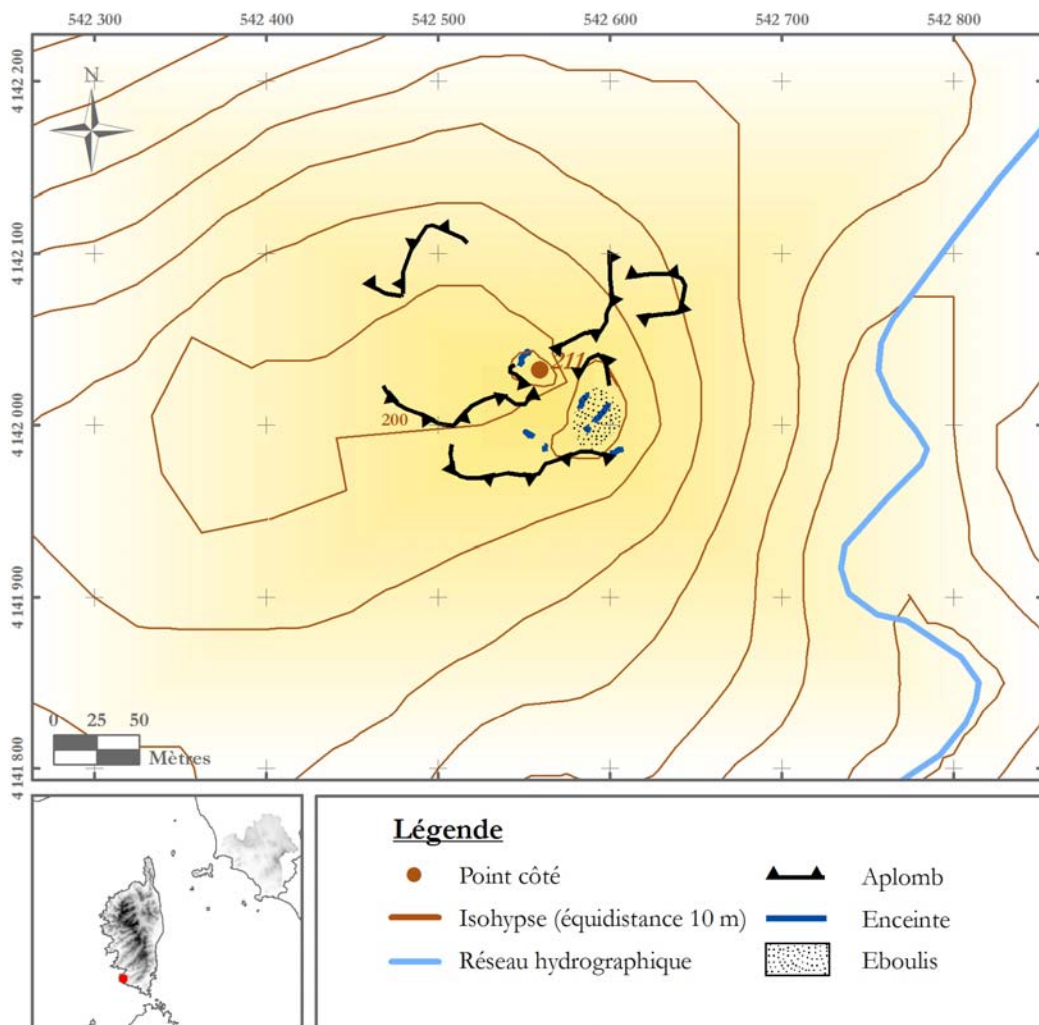 542 300 542 400 542 500 542 600 542 700 542 800
4 142 200
N
4 142 100
211
4 142 000
200
4 141 900
0 25 50
Mètres
4 141 800
Légende
Point côté
Aplomb
Isohypse (équidistance 10 m)
Enceinte
Réseau hydrographique
Eboulis